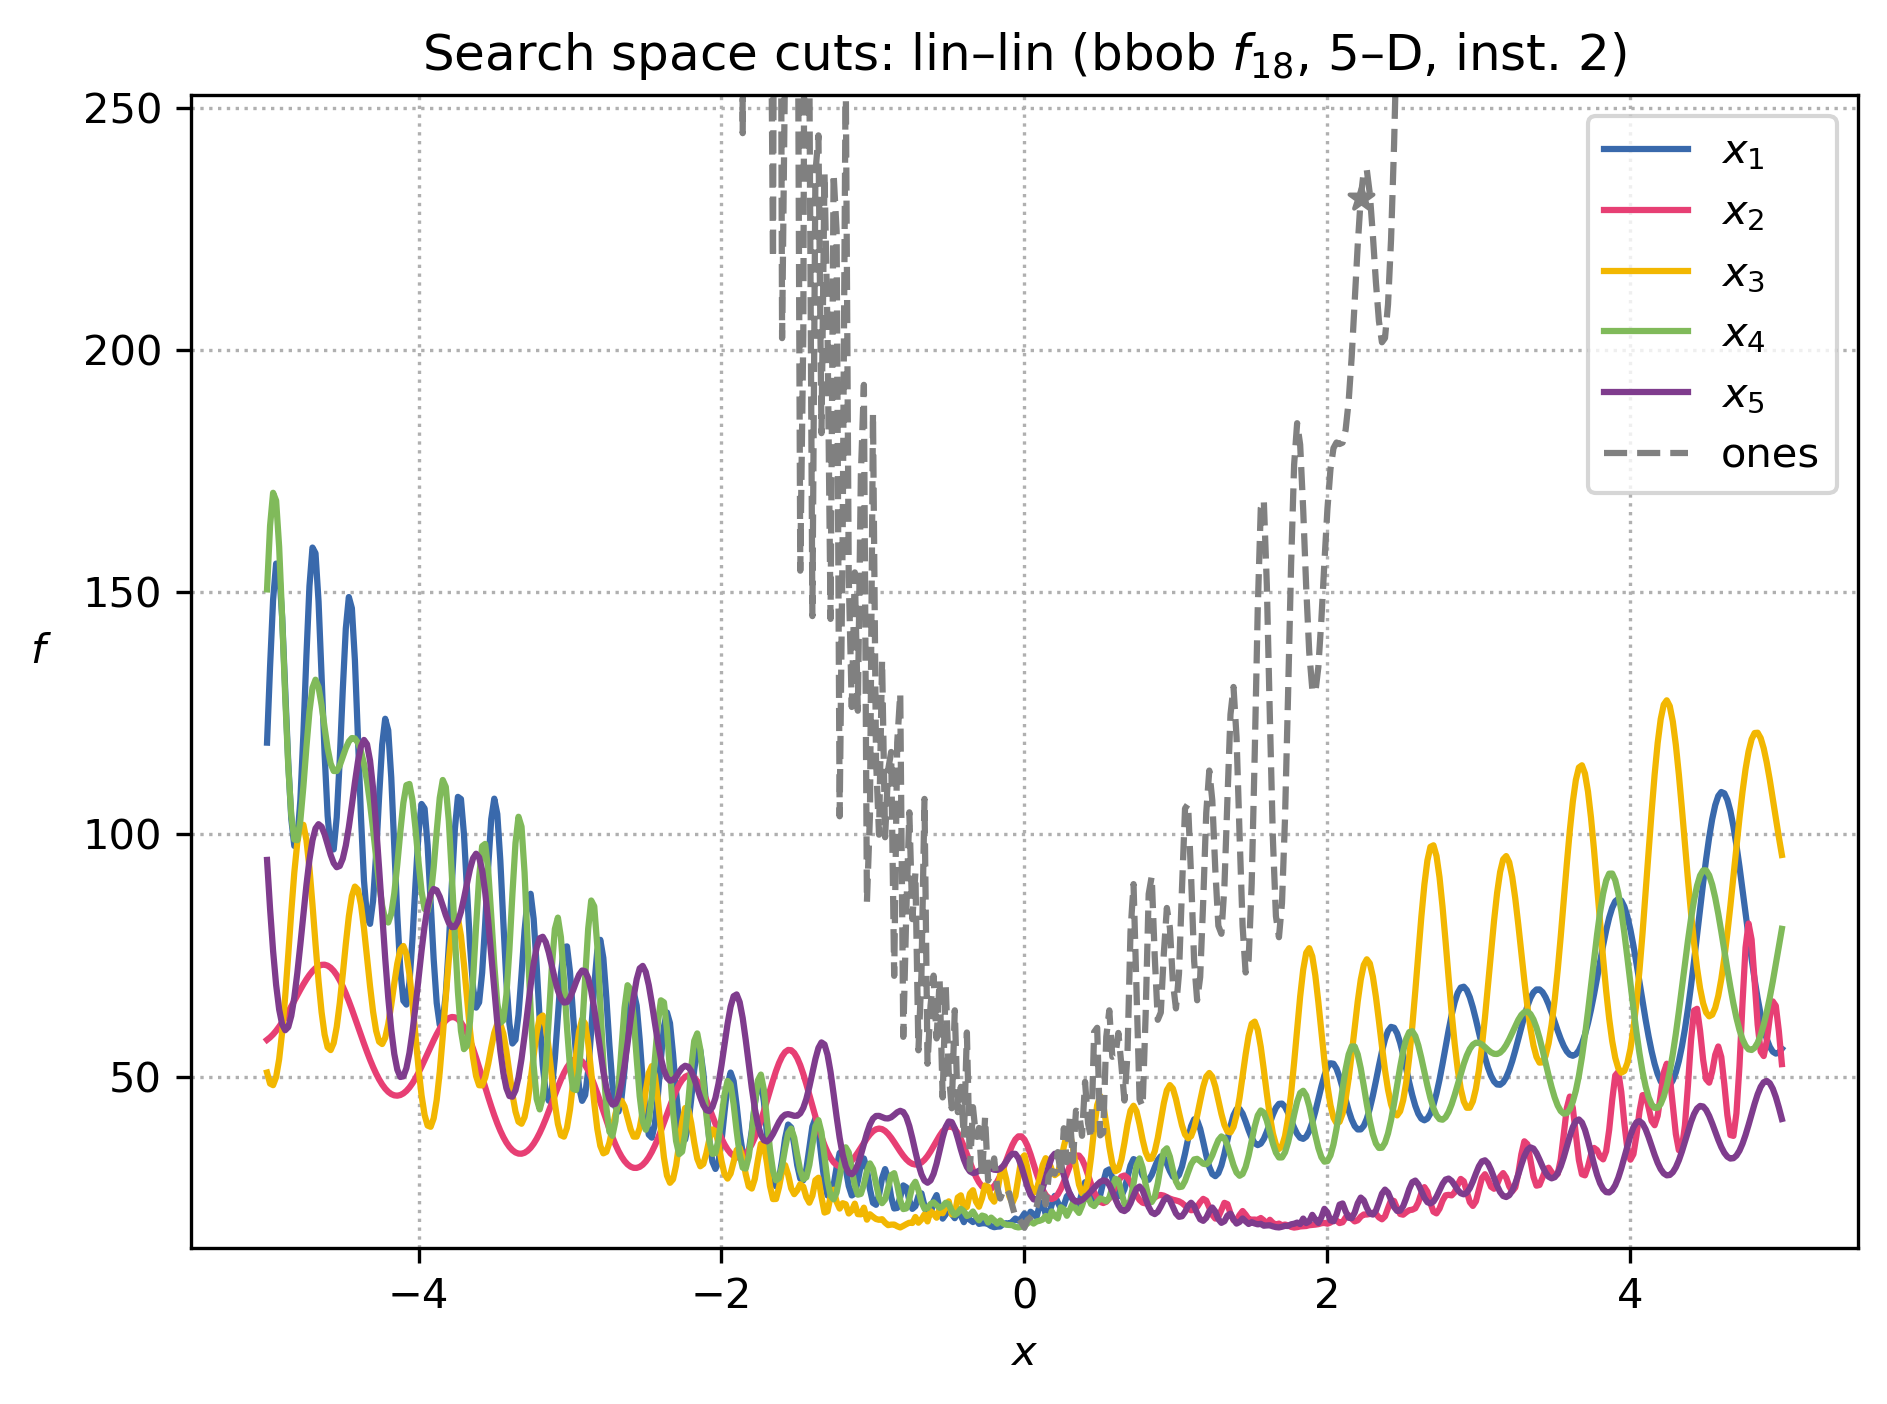 Search space cuts: lin–lin (bbob f₁₈, 5–D, inst. 2)
250
200
150
100
50
f
−4
−2
0
2
4
x
x₁
x₂
x₃
x₄
x₅
ones